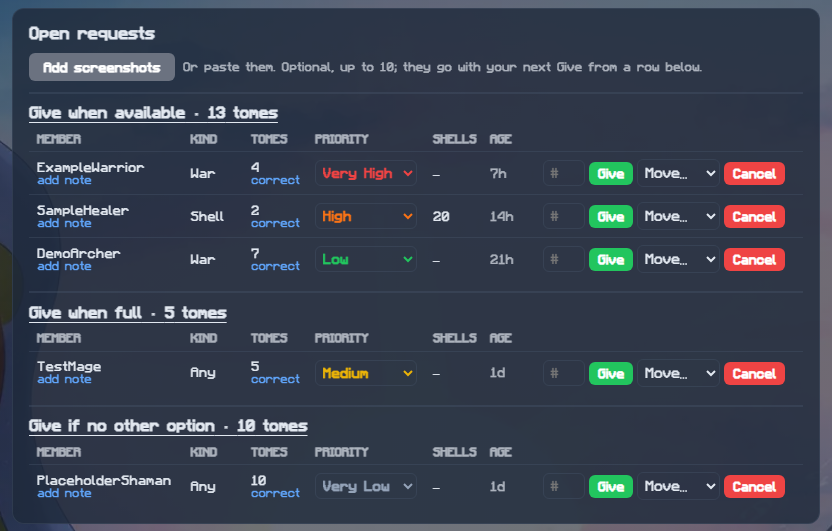 Open requests
Add screenshots Or paste them. Optional, up to 10; they go with your next Give from a row below.
Give when available · 13 tomes
MEMBER KIND TOMES PRIORITY SHELLS AGE
ExampleWarrior War 4 Very High – 7h # Give Move… Cancel
add note correct
SampleHealer Shell 2 High 20 14h # Give Move… Cancel
add note correct
DemoArcher War 7 Low – 21h # Give Move… Cancel
add note correct
Give when full · 5 tomes
MEMBER KIND TOMES PRIORITY SHELLS AGE
TestMage Any 5 Medium – 1d # Give Move… Cancel
add note correct
Give if no other option · 10 tomes
MEMBER KIND TOMES PRIORITY SHELLS AGE
PlaceholderShaman Any 10 Very Low – 1d # Give Move… Cancel
add note correct